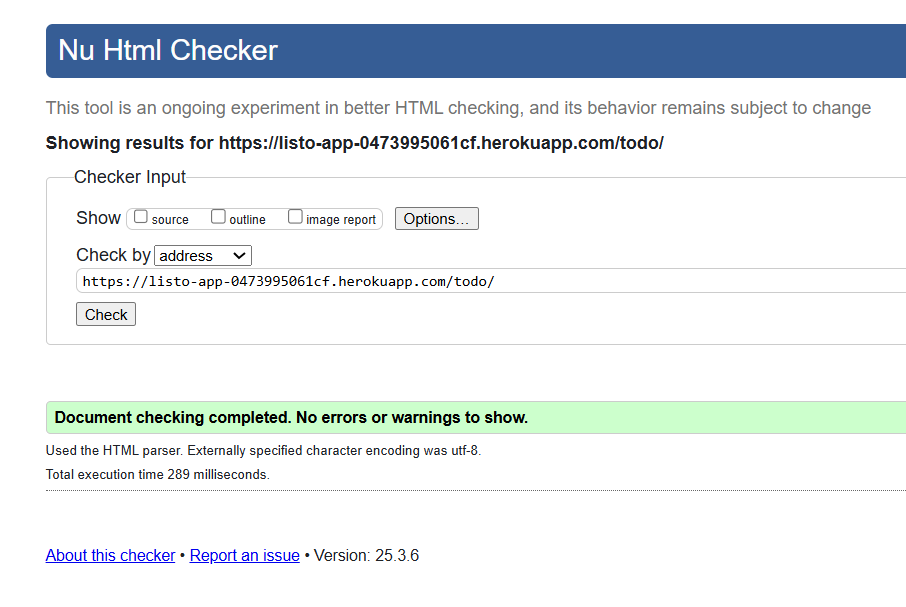 Nu Html Checker
This tool is an ongoing experiment in better HTML checking, and its behavior remains subject to change
Showing results for https://listo-app-0473995061cf.herokuapp.com/todo/
Checker Input
Show source outline image report Options...
Check by address
https://listo-app-0473995061cf.herokuapp.com/todo/
Check
Document checking completed. No errors or warnings to show.
Used the HTML parser. Externally specified character encoding was utf-8.
Total execution time 289 milliseconds.
About this checker • Report an issue • Version: 25.3.6